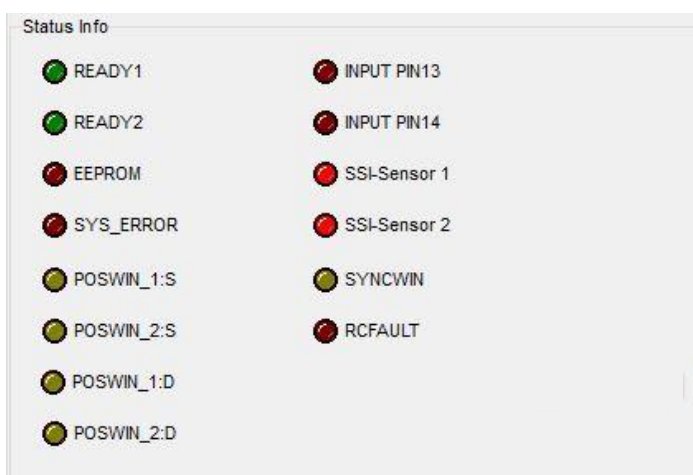 Status Info
READY1
READY2
EEPROM
SYS_ERROR
POSWIN_1:S
POSWIN_2:S
POSWIN_1:D
POSWIN_2:D
INPUT PIN13
INPUT PIN14
SSI-Sensor 1
SSI-Sensor 2
SYNCWIN
RCFAULT